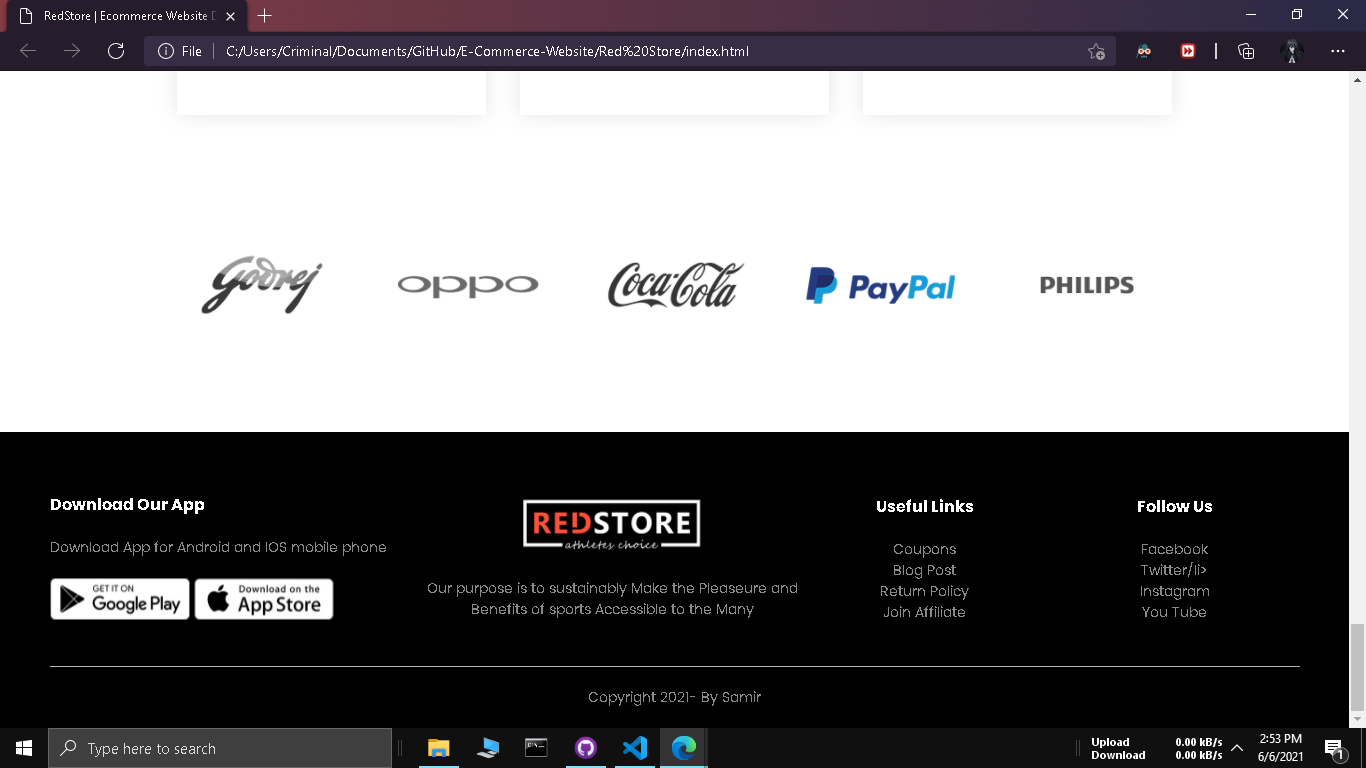 RedStore | Ecommerce Website D
File
C:/Users/Criminal/Documents/GitHub/E-Commerce-Website/Red%20Store/index.html
Godrej
oppo
Coca-Cola
PayPal
PHILIPS
Download Our App
Download App for Android and IOS mobile phone
GET IT ON
Google Play
Download on the
App Store
REDSTORE
athletes choice
Our purpose is to sustainably Make the Pleaseure and
Benefits of sports Accessible to the Many
Useful Links
Coupons
Blog Post
Return Policy
Join Affiliate
Follow Us
Facebook
Twitter/li>
Instagram
You Tube
Copyright 2021- By Samir
Type here to search
Upload 0.00 kB/s
Download 0.00 kB/s
2:53 PM
6/6/2021
1